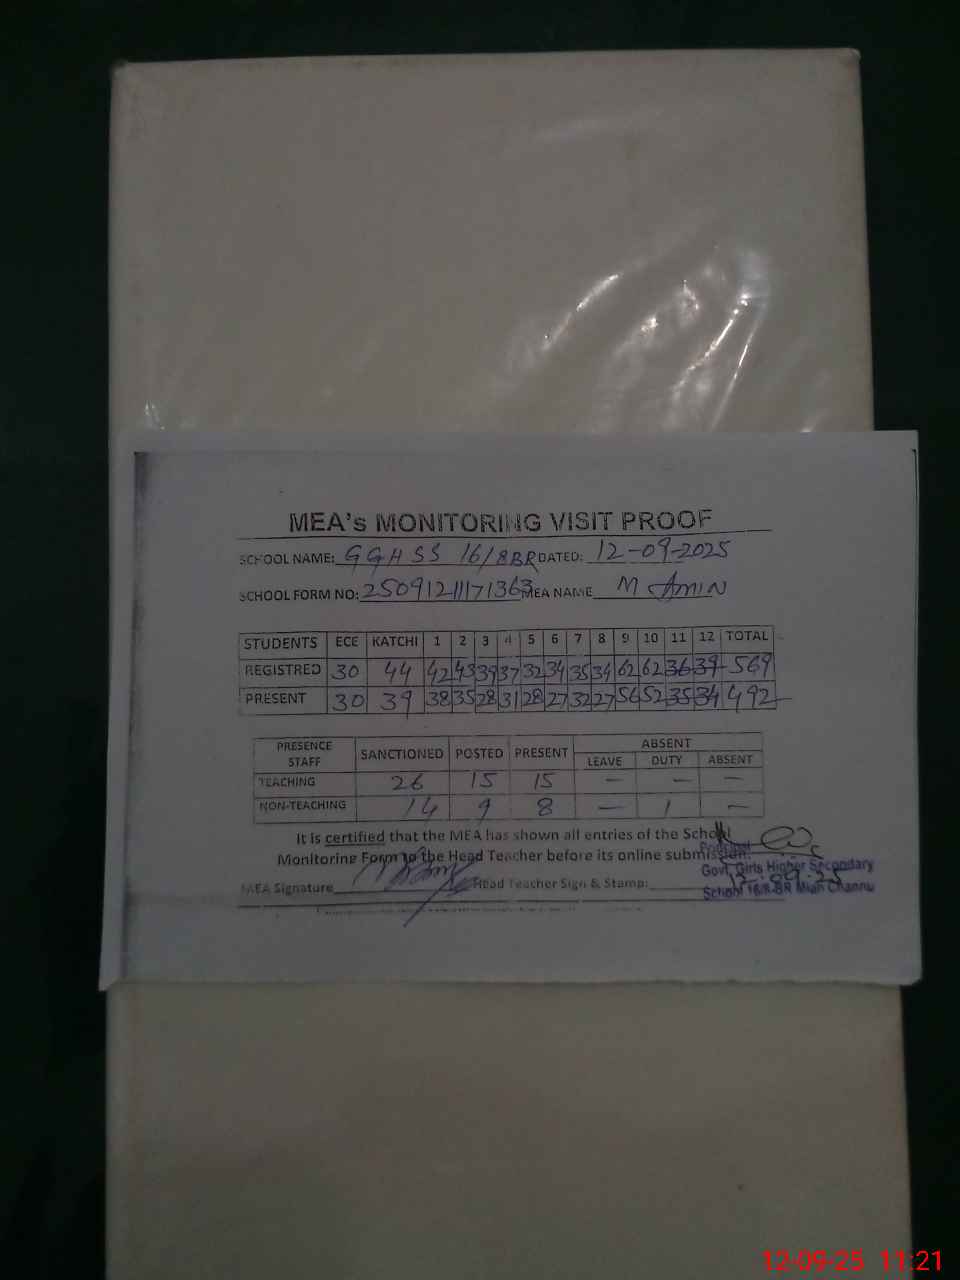 MEA's MONITORING VISIT PROOF
SCHOOL NAME: GGHSS 16/8BR DATED: 12-09-2025
SCHOOL FORM NO: 25091211171363 MEA NAME M AMIN
STUDENTS ECE KATCHI 1 2 3 4 5 6 7 8 9 10 11 12 TOTAL
REGISTRED 30 44 42 43 39 37 32 34 35 34 62 62 36 39 569
PRESENT 30 39 38 35 28 31 28 27 32 27 56 52 35 34 492
PRESENCE STAFF SANCTIONED POSTED PRESENT ABSENT
LEAVE DUTY ABSENT
TEACHING 26 15 15 — — —
NON-TEACHING 14 9 8 — 1 —
It is certified that the MEA has shown all entries of the School
Monitoring Form to the Head Teacher before its online submission.
MEA Signature Head Teacher Sign & Stamp:
Principal
Govt. Girls Higher Secondary
12-09-25
School 16/8-BR Mian Channu
12-09-25 11:21